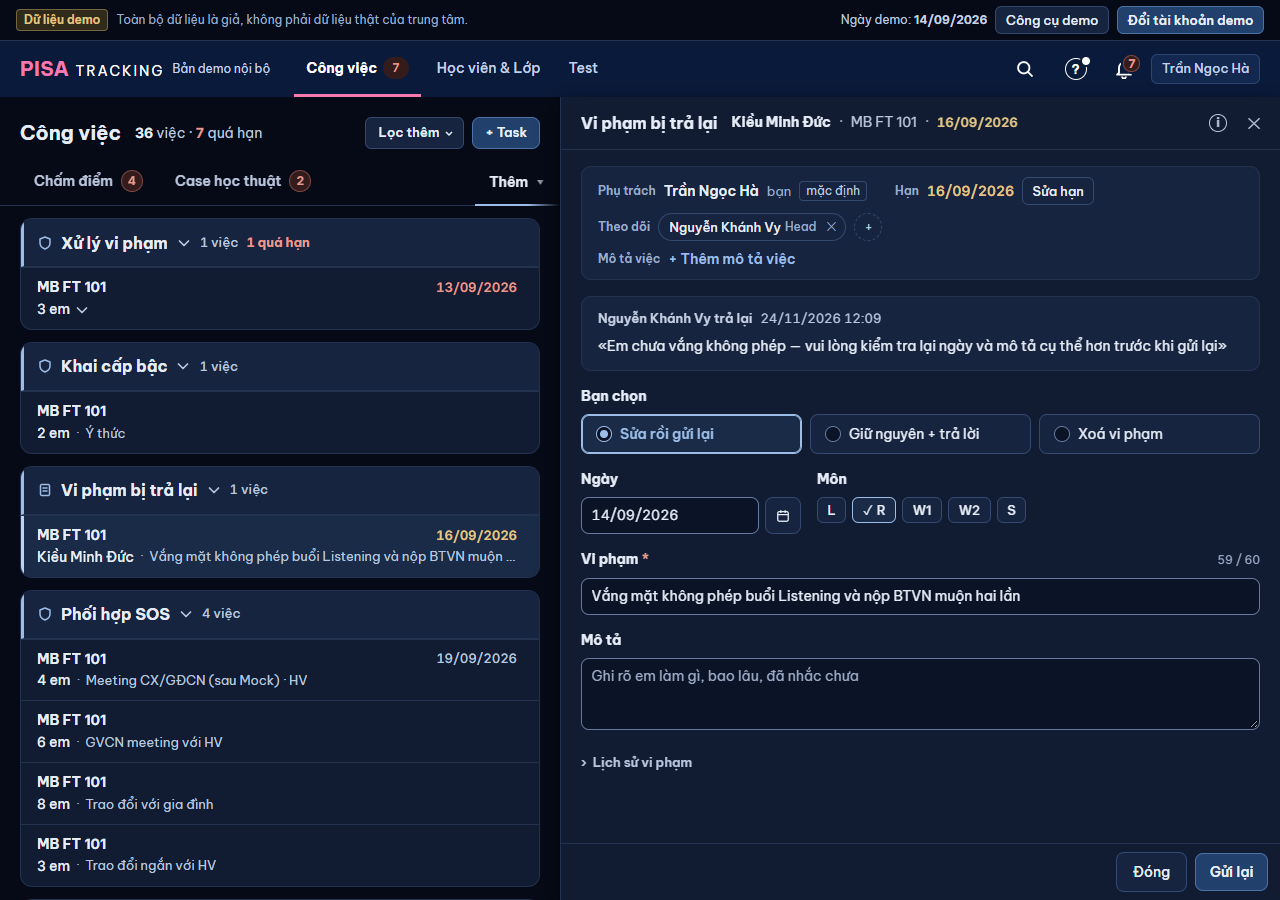 Dữ liệu demo Toàn bộ dữ liệu là giả, không phải dữ liệu thật của trung tâm.
Ngày demo: 14/09/2026 Công cụ demo Đổi tài khoản demo
PISA TRACKING Bản demo nội bộ Công việc 7 Học viên & Lớp Test
7 Trần Ngọc Hà
Công việc 36 việc · 7 quá hạn Lọc thêm + Task
Chấm điểm 4 Case học thuật 2 Thêm
Xử lý vi phạm 1 việc 1 quá hạn
MB FT 101 13/09/2026
3 em
Khai cấp bậc 1 việc
MB FT 101
2 em · Ý thức
Vi phạm bị trả lại 1 việc
MB FT 101 16/09/2026
Kiều Minh Đức · Vắng mặt không phép buổi Listening và nộp BTVN muộn ...
Phối hợp SOS 4 việc
MB FT 101 19/09/2026
4 em · Meeting CX/GĐCN (sau Mock) · HV
MB FT 101
6 em · GVCN meeting với HV
MB FT 101
8 em · Trao đổi với gia đình
MB FT 101
3 em · Trao đổi ngắn với HV
Vi phạm bị trả lại Kiều Minh Đức · MB FT 101 · 16/09/2026
Phụ trách Trần Ngọc Hà bạn mặc định Hạn 16/09/2026 Sửa hạn
Theo dõi Nguyễn Khánh Vy Head +
Mô tả việc + Thêm mô tả việc
Nguyễn Khánh Vy trả lại 24/11/2026 12:09
«Em chưa vắng không phép — vui lòng kiểm tra lại ngày và mô tả cụ thể hơn trước khi gửi lại»
Bạn chọn
Sửa rồi gửi lại Giữ nguyên + trả lời Xoá vi phạm
Ngày Môn
14/09/2026 L ✓ R W1 W2 S
Vi phạm * 59 / 60
Vắng mặt không phép buổi Listening và nộp BTVN muộn hai lần
Mô tả
Ghi rõ em làm gì, bao lâu, đã nhắc chưa
› Lịch sử vi phạm
Đóng Gửi lại